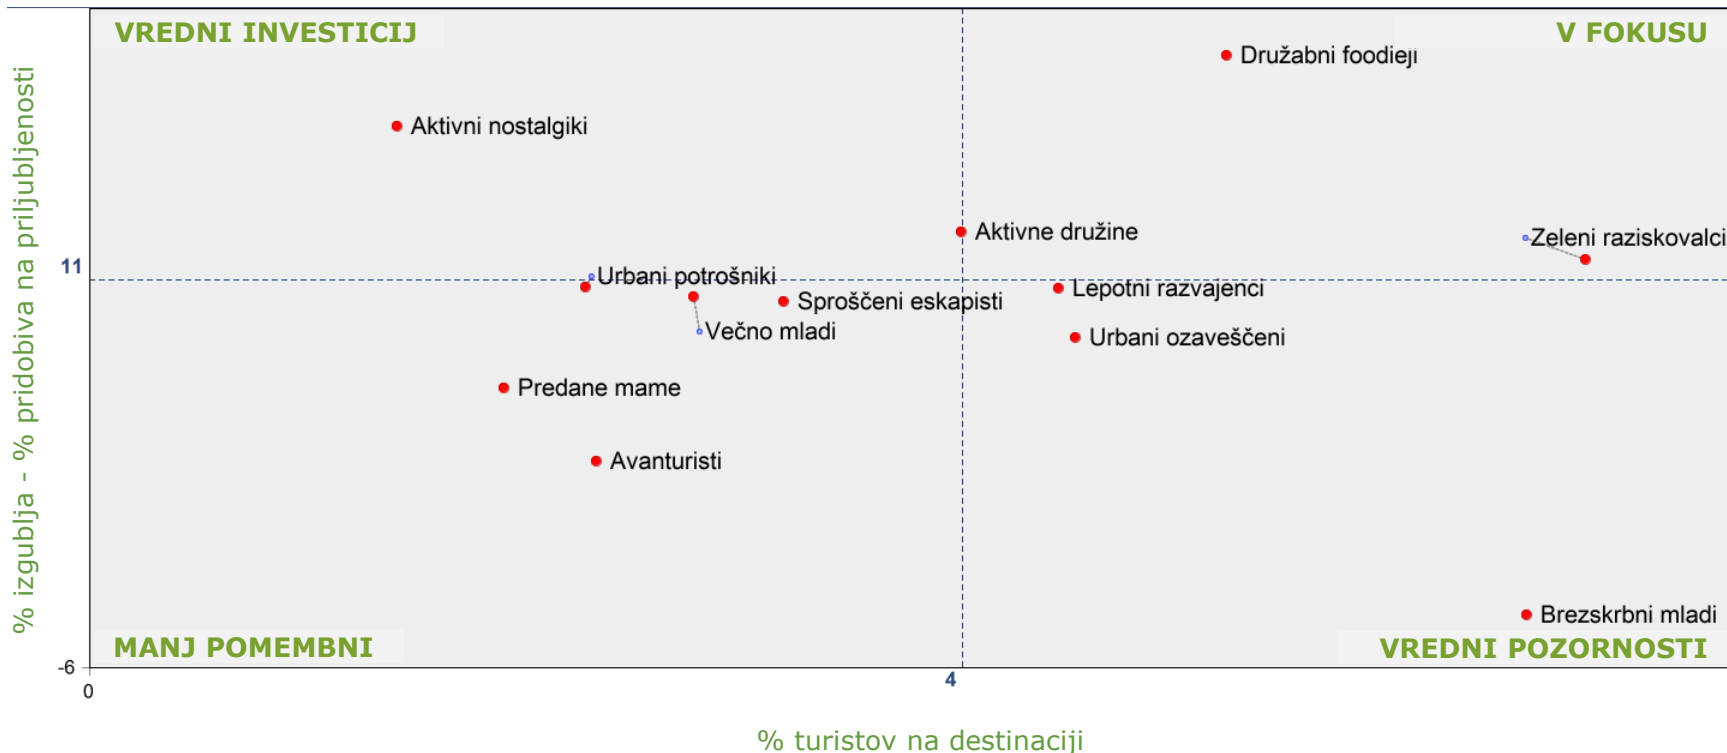 VREDNI INVESTICIJ
V FOKUSU
Družabni foodieji
Aktivni nostalgiki
Aktivne družine
Zeleni raziskovalci
11
Urbani potrošniki
Lepotni razvajenci
Sproščeni eskapisti
Večno mladi
Urbani ozaveščeni
Predane mame
Avanturisti
Brezskrbni mladi
MANJ POMEMBNI
VREDNI POZORNOSTI
-6
0
4
% izgublja - % pridobiva na priljubljenosti
% turistov na destinaciji